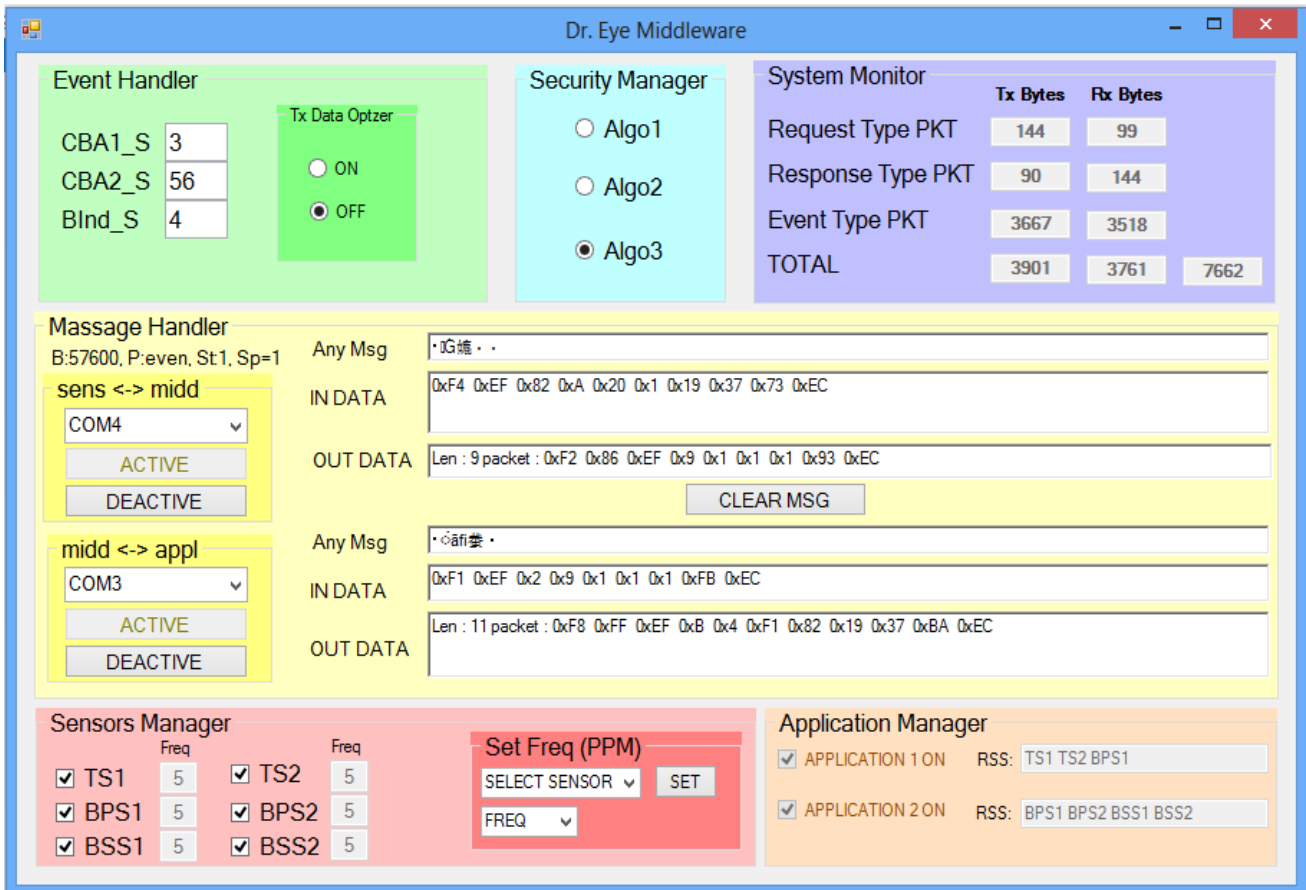 Dr. Eye Middleware
Event Handler
CBA1_S 3
CBA2_S 56
BInd_S 4
Tx Data Optzer
ON
OFF
Security Manager
Algo1
Algo2
Algo3
System Monitor
Tx Bytes Rx Bytes
Request Type PKT 144 99
Response Type PKT 90 144
Event Type PKT 3667 3518
TOTAL 3901 3761 7662
Massage Handler
B:57600, P:even, St:1, Sp=1
sens <-> midd
COM4
ACTIVE
DEACTIVE
Any Msg
IN DATA 0xF4 0xEF 0x82 0xA 0x20 0x1 0x19 0x37 0x73 0xEC
OUT DATA Len : 9 packet : 0xF2 0x86 0xEF 0x9 0x1 0x1 0x1 0x93 0xEC
CLEAR MSG
midd <-> appl
COM3
ACTIVE
DEACTIVE
Any Msg
IN DATA 0xF1 0xEF 0x2 0x9 0x1 0x1 0x1 0xFB 0xEC
OUT DATA Len : 11 packet : 0xF8 0xFF 0xEF 0xB 0x4 0xF1 0x82 0x19 0x37 0xBA 0xEC
Sensors Manager
Freq Freq
TS1 5 TS2 5
BPS1 5 BPS2 5
BSS1 5 BSS2 5
Set Freq (PPM)
SELECT SENSOR SET
FREQ
Application Manager
APPLICATION 1 ON RSS: TS1 TS2 BPS1
APPLICATION 2 ON RSS: BPS1 BPS2 BSS1 BSS2